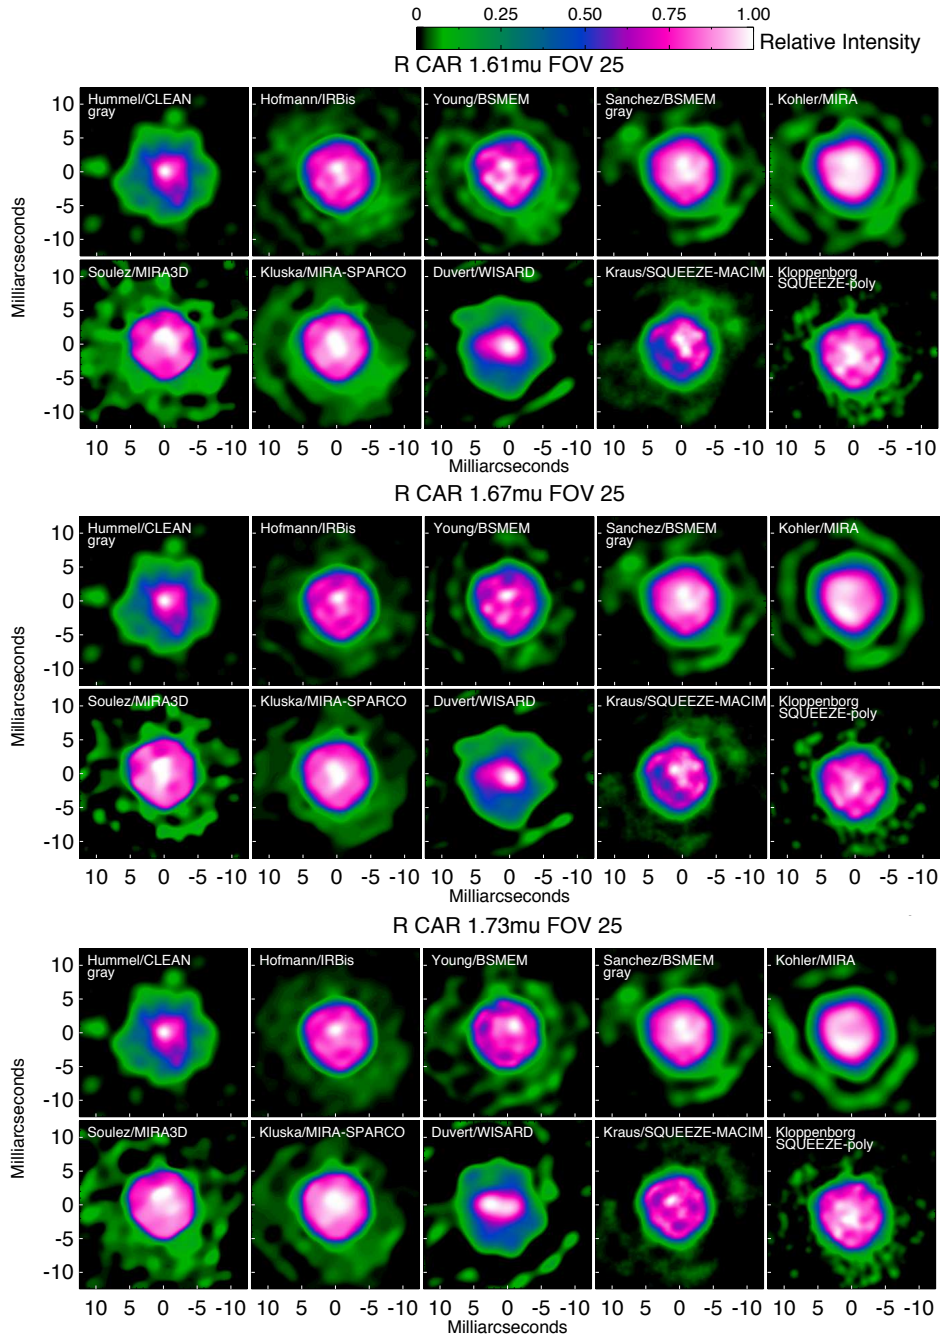 0 0.25 0.50 0.75 1.00
Relative Intensity
R CAR 1.61mu FOV 25
Hummel/CLEAN
gray
Hofmann/IRBis
Young/BSMEM
Sanchez/BSMEM
gray
Kohler/MIRA
10
5
0
-5
-10
Soulez/MIRA3D
Kluska/MIRA-SPARCO
Duvert/WISARD
Kraus/SQUEEZE-MACIM
Kloppenborg
SQUEEZE-poly
10
5
0
-5
-10
Milliarcseconds
10 5 0 -5 -10 10 5 0 -5 -10 10 5 0 -5 -10 10 5 0 -5 -10 10 5 0 -5 -10
Milliarcseconds
R CAR 1.67mu FOV 25
Hummel/CLEAN
gray
Hofmann/IRBis
Young/BSMEM
Sanchez/BSMEM
gray
Kohler/MIRA
10
5
0
-5
-10
Soulez/MIRA3D
Kluska/MIRA-SPARCO
Duvert/WISARD
Kraus/SQUEEZE-MACIM
Kloppenborg
SQUEEZE-poly
10
5
0
-5
-10
Milliarcseconds
10 5 0 -5 -10 10 5 0 -5 -10 10 5 0 -5 -10 10 5 0 -5 -10 10 5 0 -5 -10
Milliarcseconds
R CAR 1.73mu FOV 25
Hummel/CLEAN
gray
Hofmann/IRBis
Young/BSMEM
Sanchez/BSMEM
gray
Kohler/MIRA
10
5
0
-5
-10
Soulez/MIRA3D
Kluska/MIRA-SPARCO
Duvert/WISARD
Kraus/SQUEEZE-MACIM
Kloppenborg
SQUEEZE-poly
10
5
0
-5
-10
Milliarcseconds
10 5 0 -5 -10 10 5 0 -5 -10 10 5 0 -5 -10 10 5 0 -5 -10 10 5 0 -5 -10
Milliarcseconds